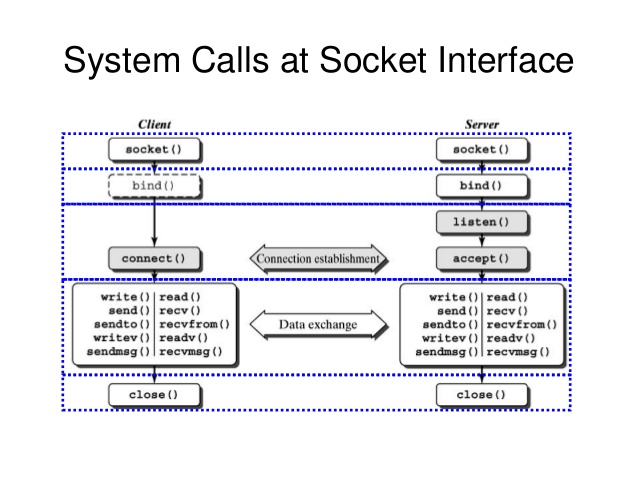 System Calls at Socket Interface
Client Server
socket() socket()
bind() bind()
listen()
connect() Connection establishment accept()
write() read() write() read()
send() recv() send() recv()
sendto() recvfrom() Data exchange sendto() recvfrom()
writev() readv() writev() readv()
sendmsg() recvmsg() sendmsg() recvmsg()
close() close()